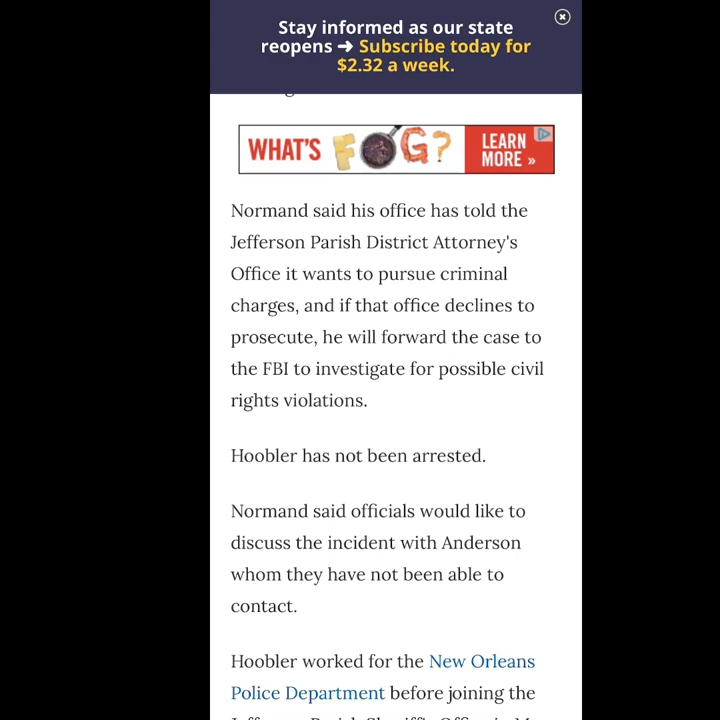 Stay informed as our state
reopens ➜ Subscribe today for
$2.32 a week.
WHAT'S FOG?
LEARN
MORE »
Normand said his office has told the
Jefferson Parish District Attorney's
Office it wants to pursue criminal
charges, and if that office declines to
prosecute, he will forward the case to
the FBI to investigate for possible civil
rights violations.
Hoobler has not been arrested.
Normand said officials would like to
discuss the incident with Anderson
whom they have not been able to
contact.
Hoobler worked for the New Orleans
Police Department before joining the